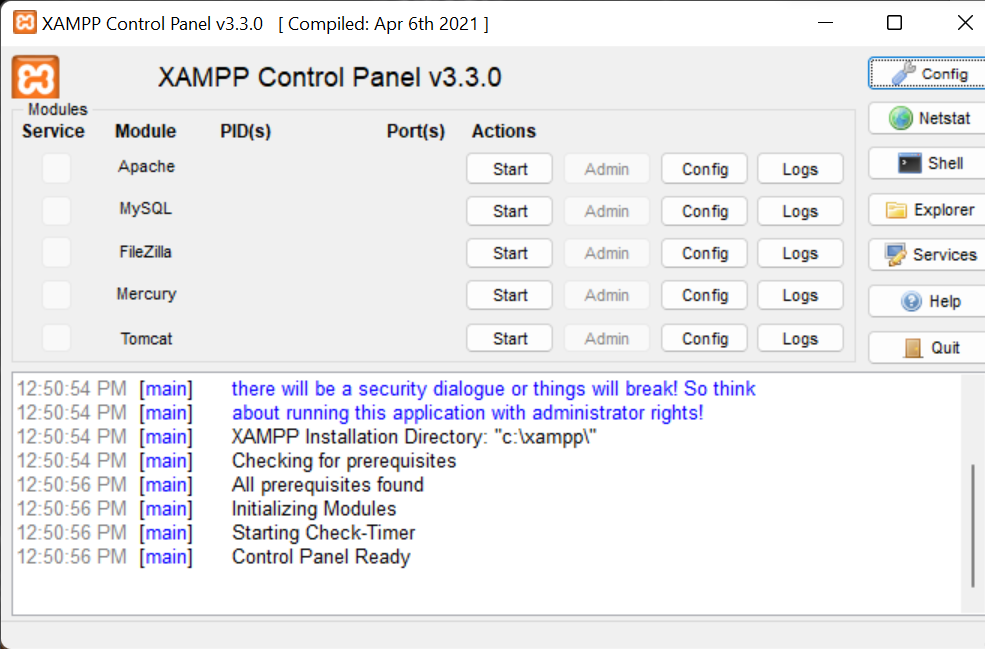 XAMPP Control Panel v3.3.0 [ Compiled: Apr 6th 2021 ]
XAMPP Control Panel v3.3.0
Config
Modules
Service Module PID(s) Port(s) Actions
Netstat
Apache Start Admin Config Logs
Shell
MySQL Start Admin Config Logs
Explorer
FileZilla Start Admin Config Logs
Services
Mercury Start Admin Config Logs
Help
Tomcat Start Admin Config Logs
Quit
12:50:54 PM [main] there will be a security dialogue or things will break! So think
12:50:54 PM [main] about running this application with administrator rights!
12:50:54 PM [main] XAMPP Installation Directory: "c:\xampp\"
12:50:54 PM [main] Checking for prerequisites
12:50:56 PM [main] All prerequisites found
12:50:56 PM [main] Initializing Modules
12:50:56 PM [main] Starting Check-Timer
12:50:56 PM [main] Control Panel Ready